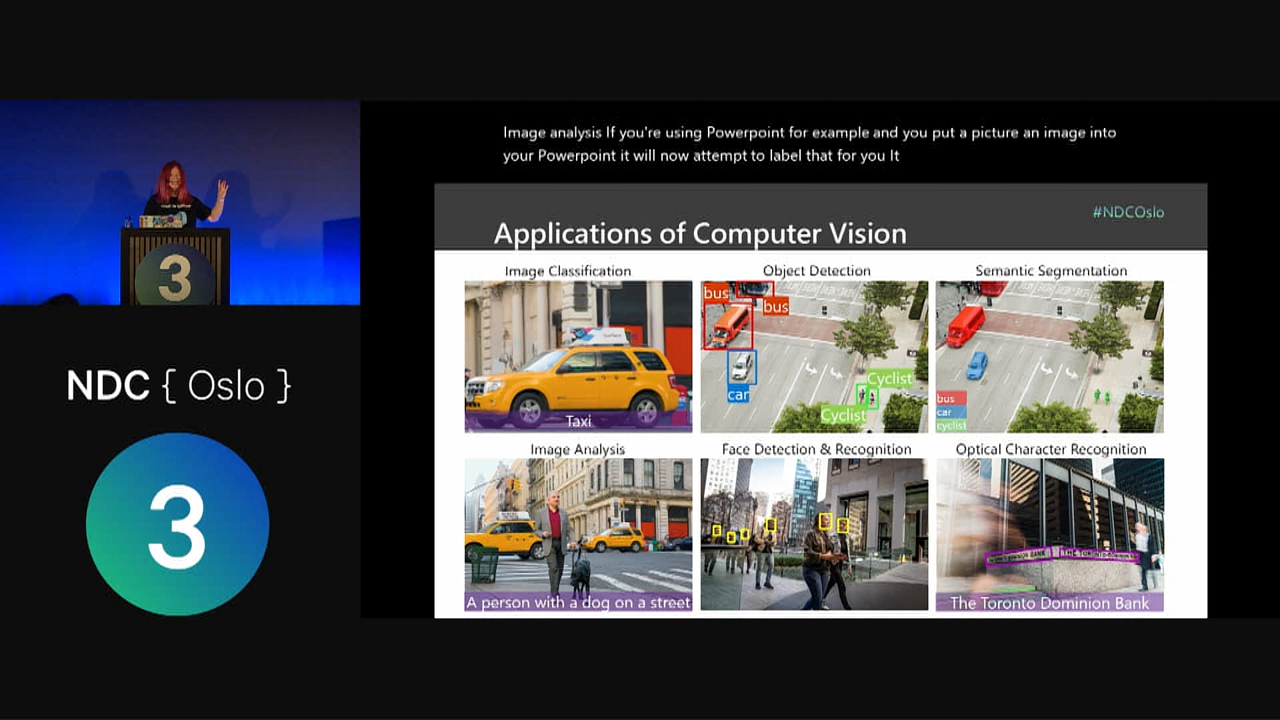 Image analysis If you're using Powerpoint for example and you put a picture an image into
your Powerpoint it will now attempt to label that for you It
#NDCOslo
Applications of Computer Vision
Image Classification
Object Detection
Semantic Segmentation
Taxi
bus
bus
car
Cyclist
Cyclist
bus
car
cyclist
Image Analysis
Face Detection & Recognition
Optical Character Recognition
A person with a dog on a street
THE TORONTO-DOMINION
The Toronto Dominion Bank
3
NDC { Oslo }
3